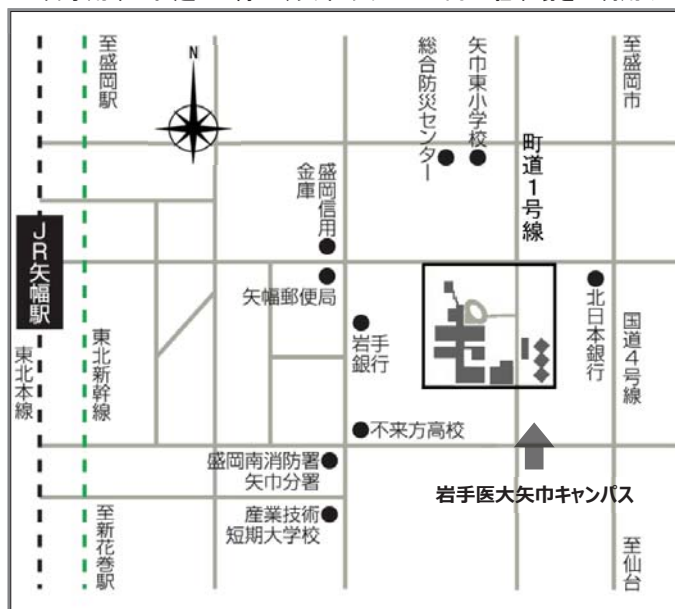 至盛岡駅
N
総合防災センター
矢巾東小学校
至盛岡市
町道1号線
盛岡信用
金庫
JR矢幅駅
矢幅郵便局
岩手
銀行
北日本銀行
国道4号線
東北本線
東北新幹線
不来方高校
盛岡南消防署
矢巾分署
岩手医大矢巾キャンパス
産業技術
短期大学校
至新花巻駅
至仙台